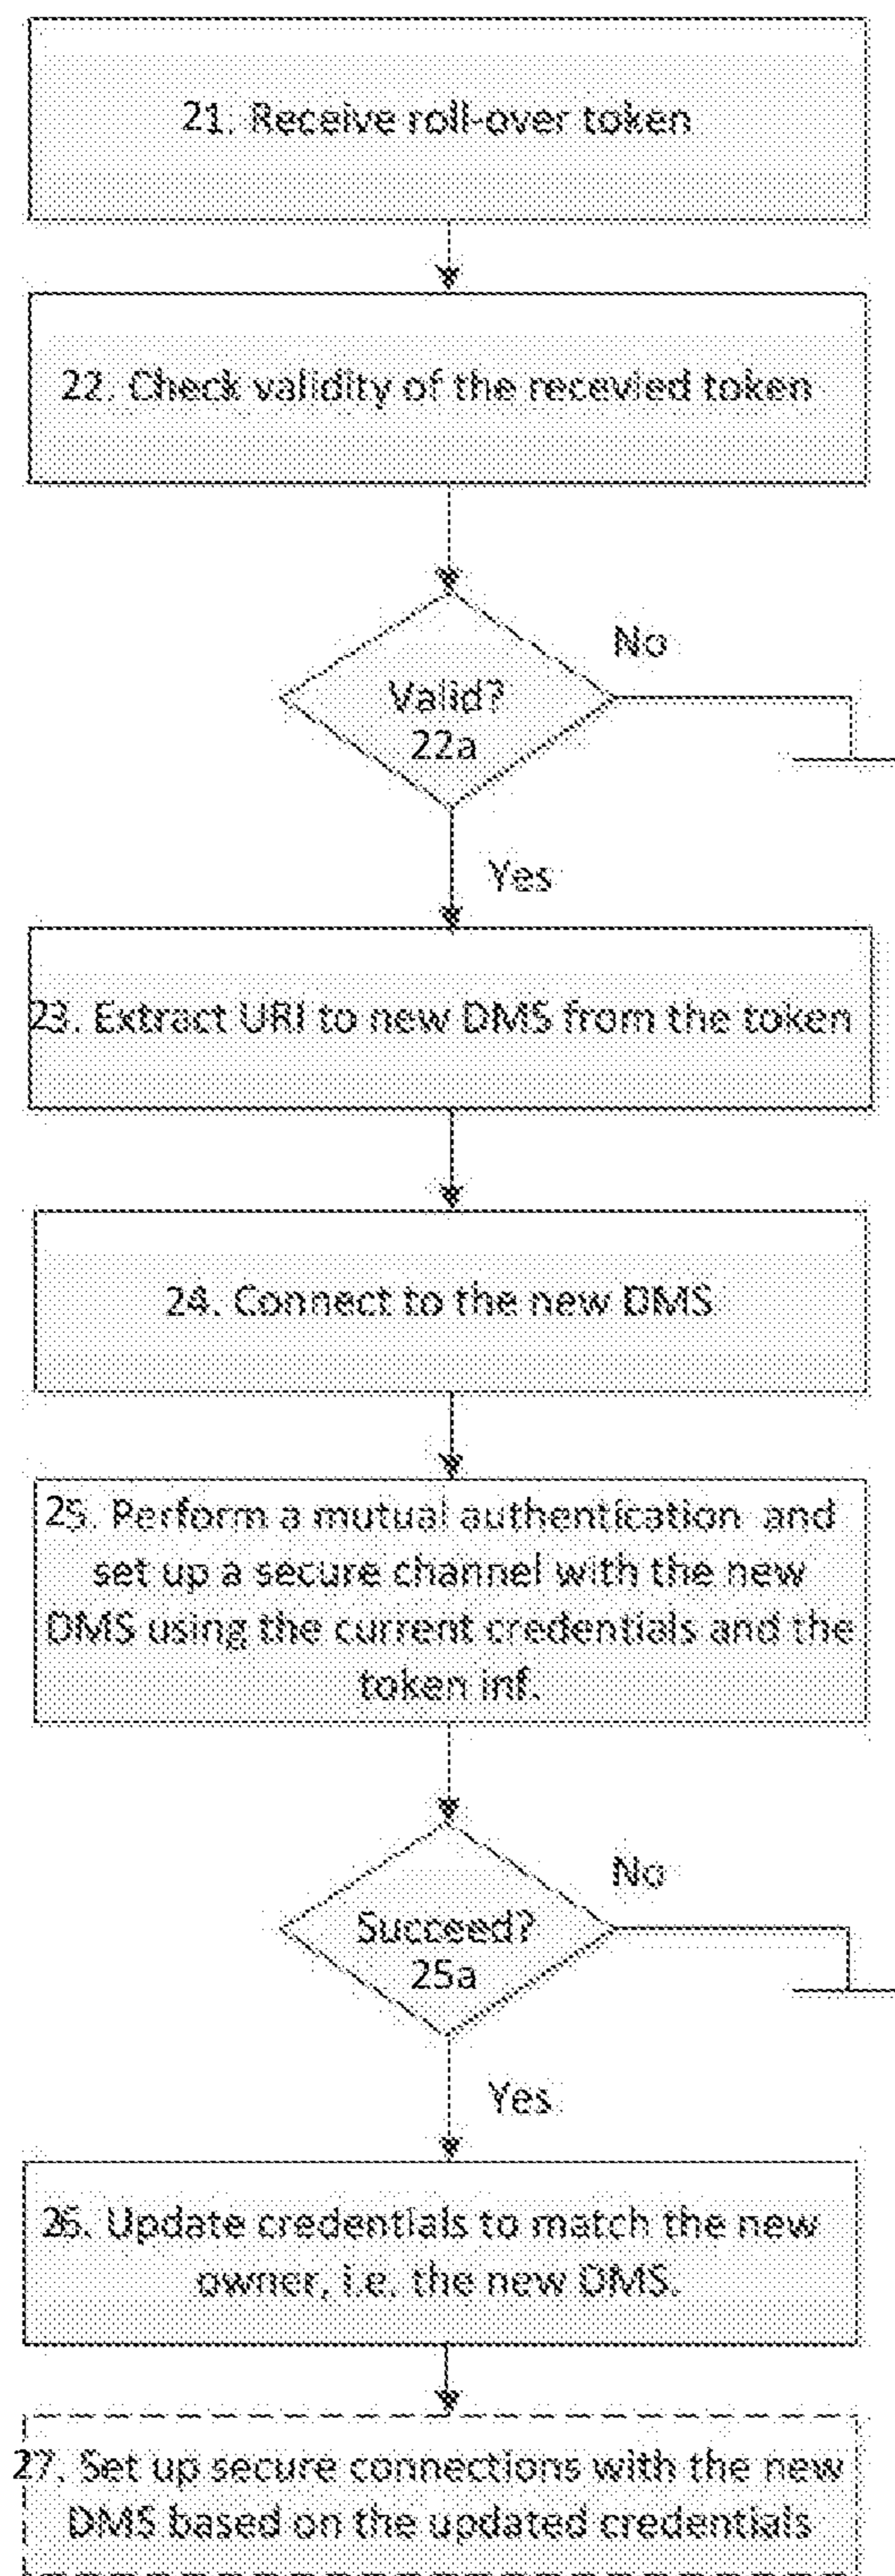 21. Receive roll-over token
22. Check validity of the recevied token
Valid?
22a
No
Yes
23. Extract URI to new DMS from the token
24. Connect to the new DMS
25. Perform a mutual authentication and
set up a secure channel with the new
DMS using the current credentials and the
token inf.
Succeed?
25a
No
Yes
26. Update credentials to match the new
owner, i.e. the new DMS.
27. Set up secure connections with the new
DMS based on the updated credentials